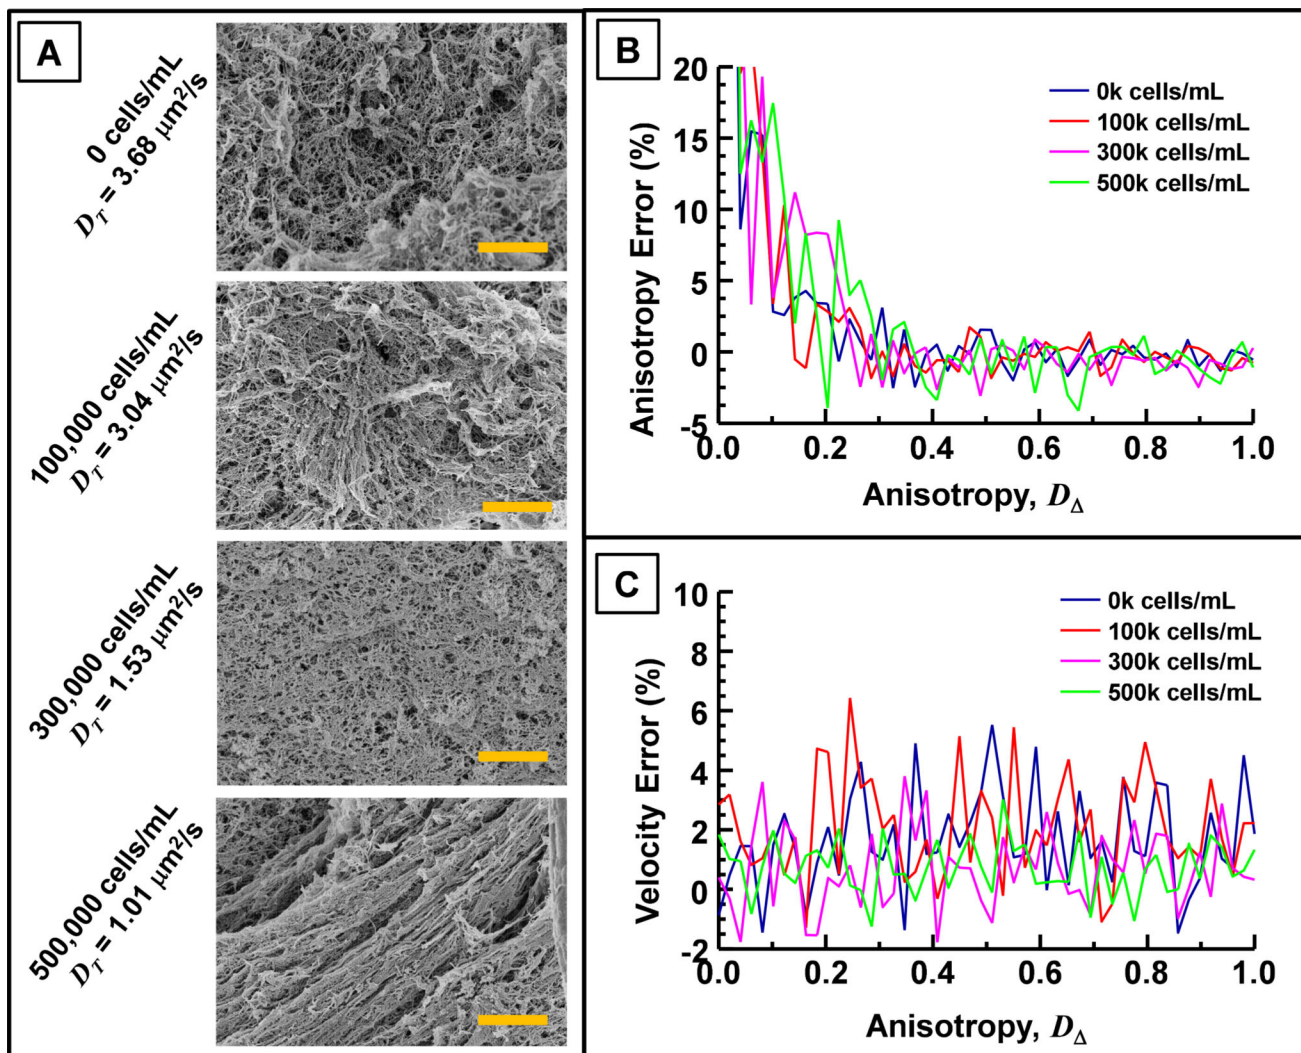 A
0 cells/mL
D_T = 3.68 μm²/s
100,000 cells/mL
D_T = 3.04 μm²/s
300,000 cells/mL
D_T = 1.53 μm²/s
500,000 cells/mL
D_T = 1.01 μm²/s
B
20
15
10
5
0
-5
Anisotropy Error (%)
0k cells/mL
100k cells/mL
300k cells/mL
500k cells/mL
0.0 0.2 0.4 0.6 0.8 1.0
Anisotropy, D_Δ
C
10
8
6
4
2
0
-2
Velocity Error (%)
0k cells/mL
100k cells/mL
300k cells/mL
500k cells/mL
0.0 0.2 0.4 0.6 0.8 1.0
Anisotropy, D_Δ